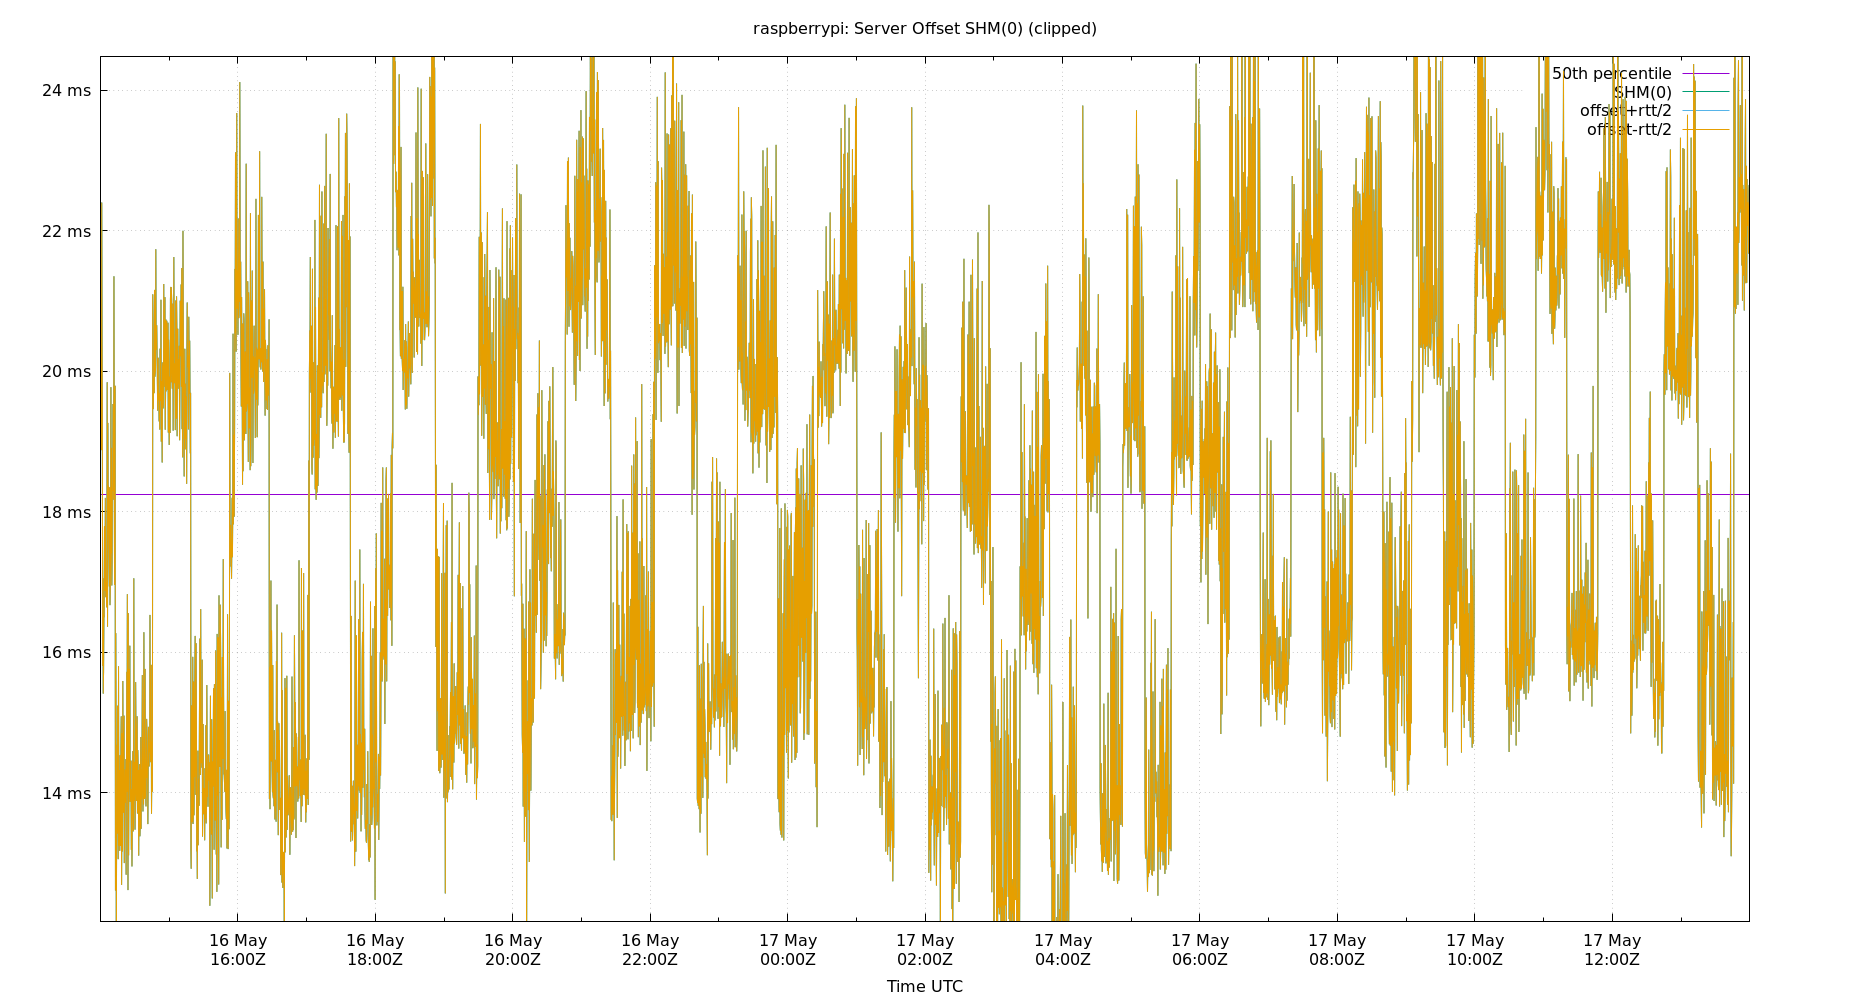 raspberrypi: Server Offset SHM(0) (clipped)
50th percentile
SHM(0)
offset+rtt/2
offset-rtt/2
24 ms
22 ms
20 ms
18 ms
16 ms
14 ms
16 May 16 May 16 May 16 May 17 May 17 May 17 May 17 May 17 May 17 May 17 May
16:00Z 18:00Z 20:00Z 22:00Z 00:00Z 02:00Z 04:00Z 06:00Z 08:00Z 10:00Z 12:00Z
Time UTC